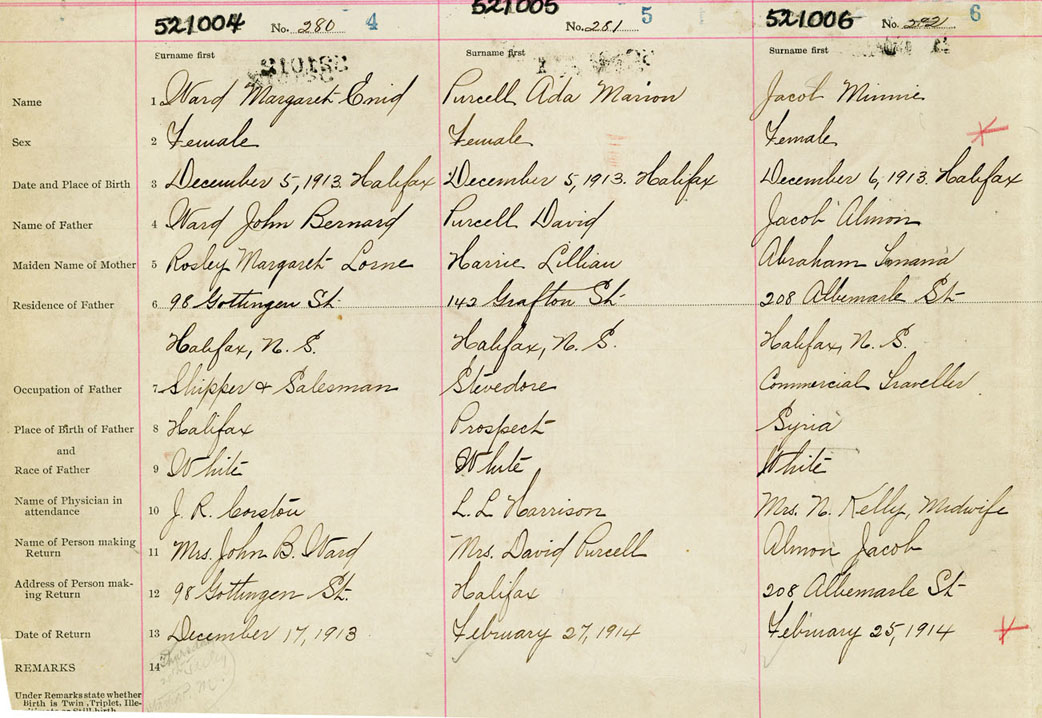 521004 No. 280 4
521005 No. 281 5
521006 No. 6
Surname first Surname first Surname first
Name 1 Ward Margaret Enid Purcell Ada Marion Jacob Minnie
Sex 2 Female Female Female
Date and Place of Birth 3 December 5, 1913. Halifax December 5, 1913. Halifax December 6, 1913. Halifax
Name of Father 4 Ward John Bernard Purcell David Jacob Almon
Maiden Name of Mother 5 Rosley Margaret Lorne Harrie Lillian Abraham
Residence of Father 6 98 Gottingen St. 142 Grafton St. 208 Albemarle St
Halifax, N. S. Halifax, N. S. Halifax, N. S.
Occupation of Father 7 Shipper & Salesman Stevedore Commercial Traveller
Place of Birth of Father 8 Halifax Prospect Syria
and
Race of Father 9 White White White
Name of Physician in
attendance 10 J. R. Corston L. L Harrison Mrs. N. Kelly, Midwife
Name of Person making
Return 11 Mrs. John B. Ward Mrs. David Purcell Almon Jacob
Address of Person mak-
ing Return 12 98 Gottingen St. Halifax 208 Albemarle St
Date of Return 13 December 17, 1913 February 27, 1914 February 25, 1914
REMARKS 14
Under Remarks state whether
Birth is Twin, Triplet, Ille-